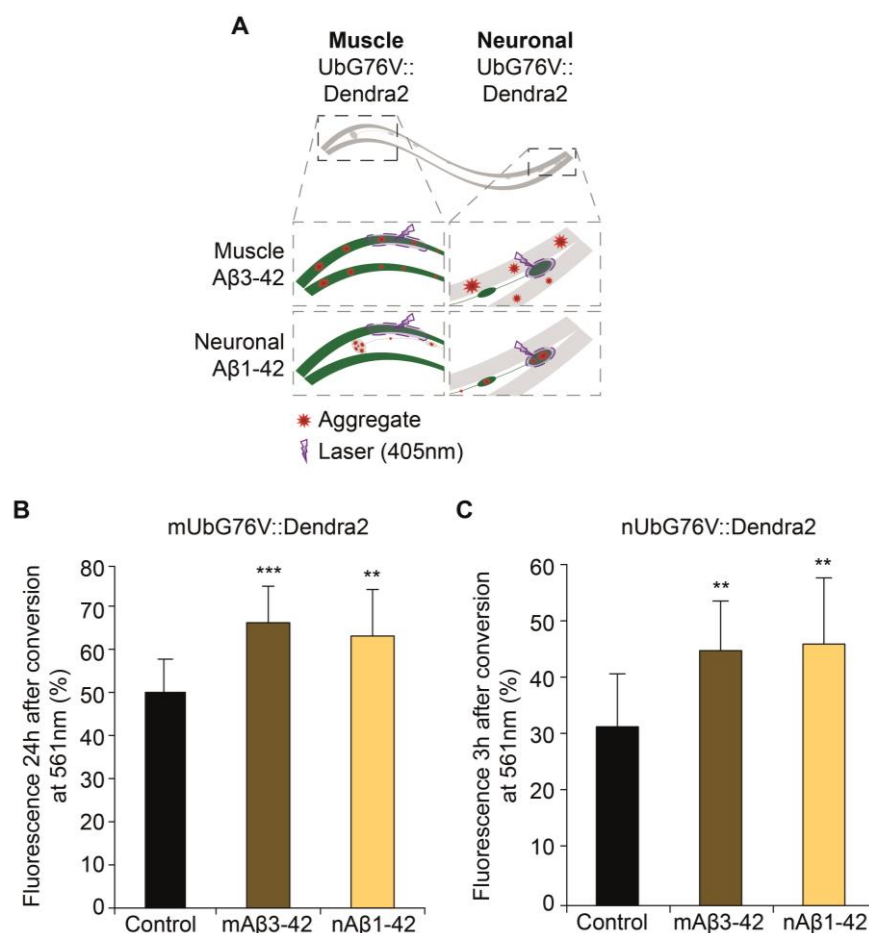 A
Muscle
UbG76V::
Dendra2
Neuronal
UbG76V::
Dendra2
Muscle
Aβ3-42
Neuronal
Aβ1-42
Aggregate
Laser (405nm)
B
mUbG76V::Dendra2
Fluorescence 24h after conversion
at 561nm (%)
80
70
60
50
40
30
20
10
0
***
**
Control
mAβ3-42
nAβ1-42
C
nUbG76V::Dendra2
Fluorescence 3h after conversion
at 561nm (%)
60
50
40
30
20
10
0
**
**
Control
mAβ3-42
nAβ1-42